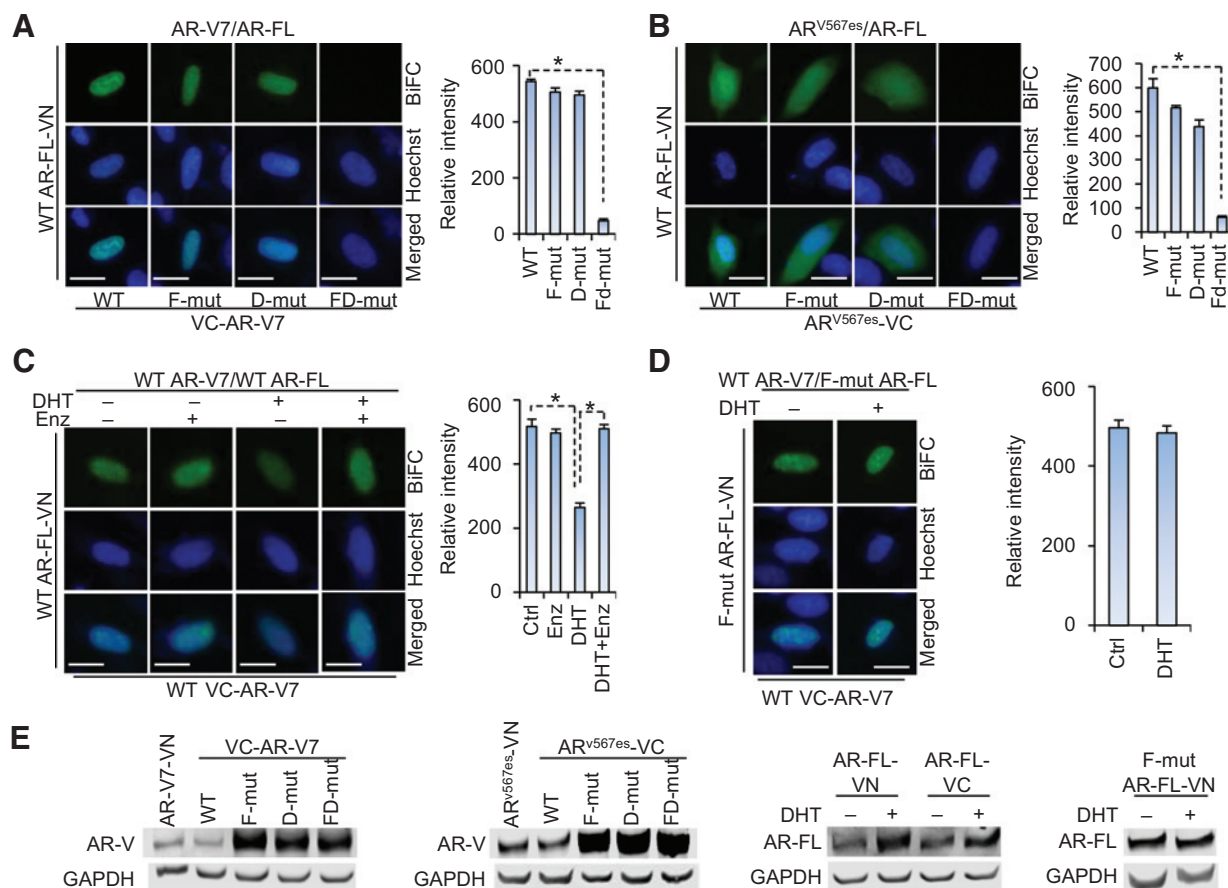 A
AR-V7/AR-FL
WT AR-FL-VN
BiFC
Hoechst
Merged
WT F-mut D-mut FD-mut
VC-AR-V7
Relative intensity
600
400
200
0
*
WT
F-mut
D-mut
Fd-mut
B
ARV567es/AR-FL
WT AR-FL-VN
BiFC
Hoechst
Merged
WT F-mut D-mut FD-mut
ARV567es-VC
Relative intensity
700
600
500
400
300
200
100
0
*
WT
F-mut
D-mut
Fd-mut
C
WT AR-V7/WT AR-FL
DHT – – + +
Enz – + – +
WT AR-FL-VN
BiFC
Hoechst
Merged
WT VC-AR-V7
Relative intensity
600
400
200
0
* *
Ctrl
Enz
DHT
DHT+Enz
D
WT AR-V7/F-mut AR-FL
DHT – +
F-mut AR-FL-VN
BiFC
Hoechst
Merged
WT VC-AR-V7
Relative intensity
600
400
200
0
Ctrl
DHT
E
AR-V7-VN
VC-AR-V7
WT
F-mut
D-mut
FD-mut
AR-V
GAPDH
ARv567es-VN
ARv567es-VC
WT
F-mut
D-mut
FD-mut
AR-V
GAPDH
AR-FL-
VN
AR-FL-
VC
DHT – + – +
AR-FL
GAPDH
F-mut
AR-FL-VN
DHT – +
AR-FL
GAPDH